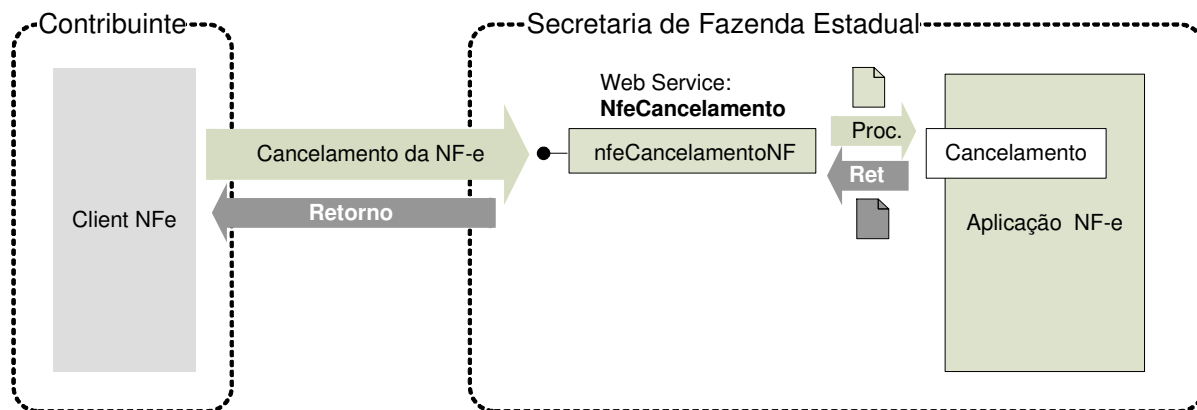 Contribuinte
Secretaria de Fazenda Estadual
Web Service:
NfeCancelamento
Cancelamento da NF-e
nfeCancelamentoNF
Proc.
Cancelamento
Ret
Retorno
Client NFe
Aplicação NF-e